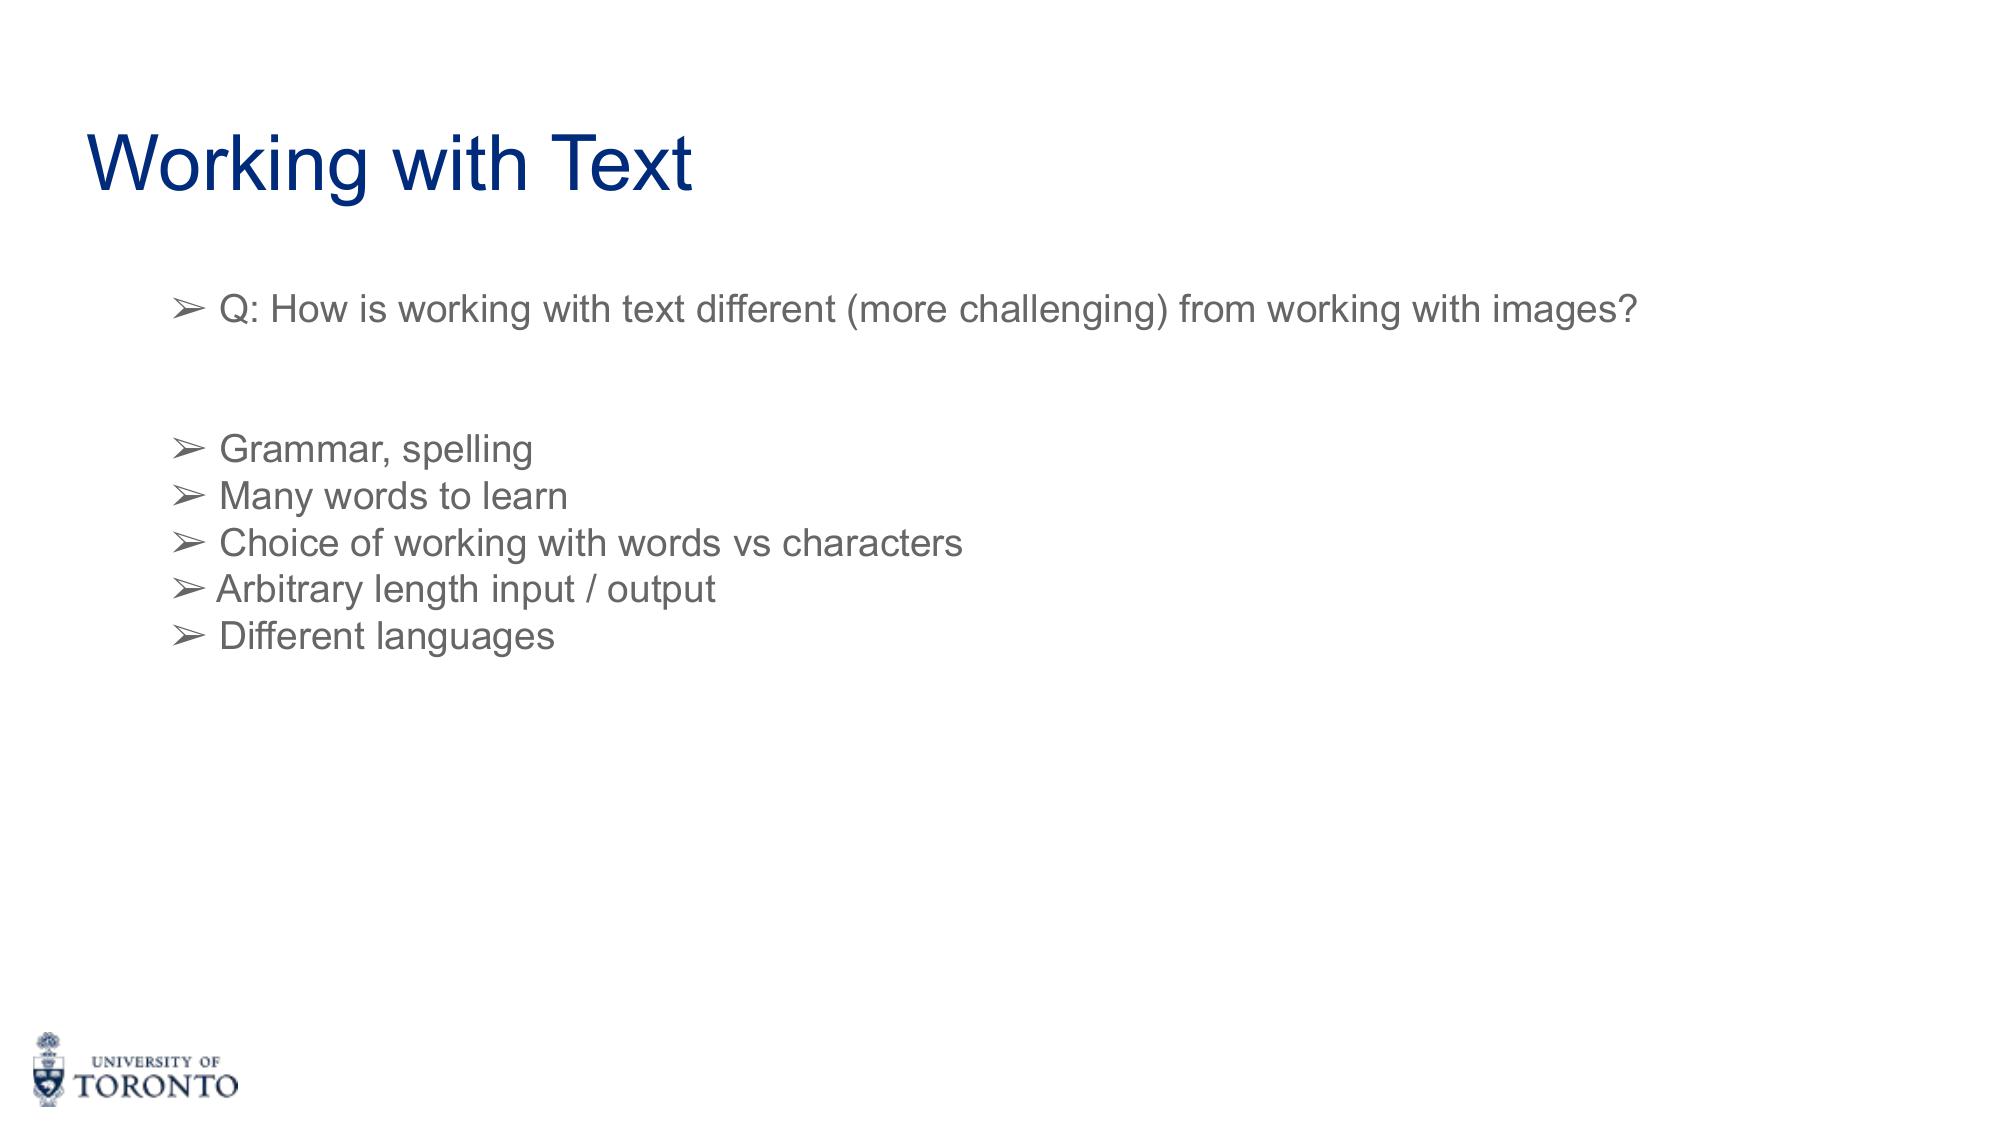 Working with Text
➢ Q: How is working with text different (more challenging) from working with images?
➢ Grammar, spelling
➢ Many words to learn
➢ Choice of working with words vs characters
➢ Arbitrary length input / output
➢ Different languages
UNIVERSITY OF
TORONTO